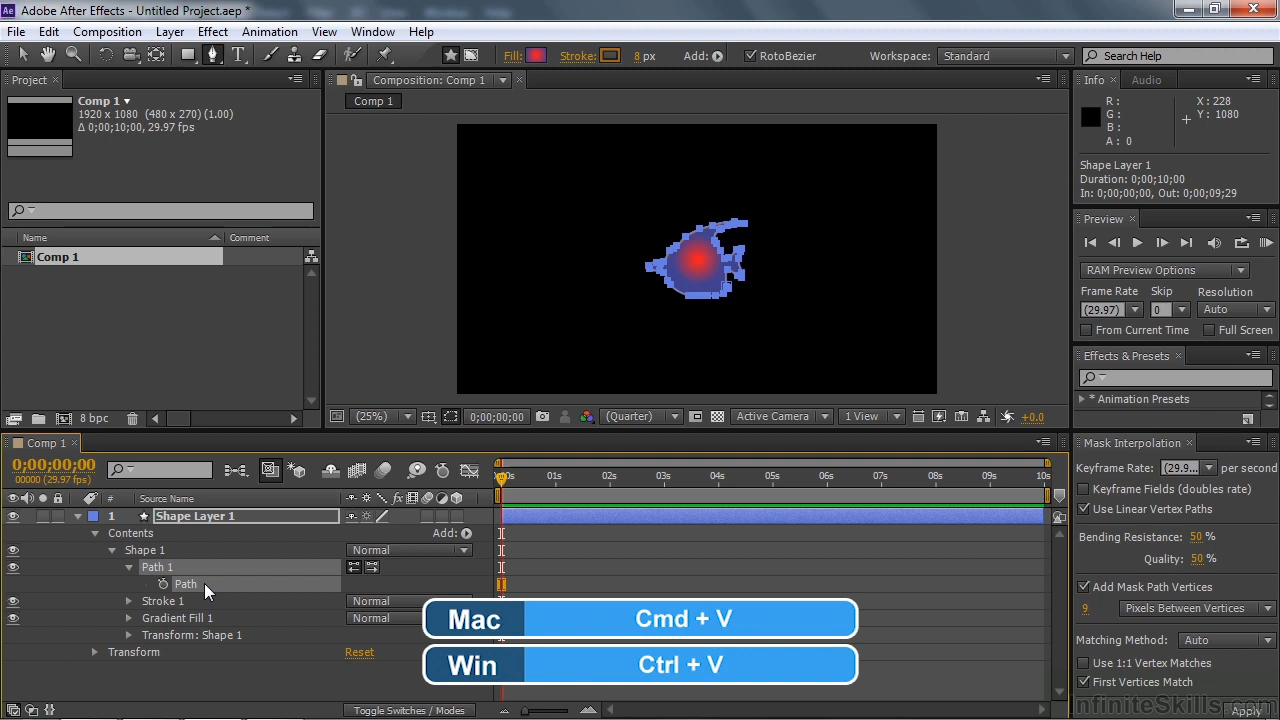 Adobe After Effects - Untitled Project.aep *
File Edit Composition Layer Effect Animation View Window Help
Fill: Stroke: 8 px Add: RotoBezier Workspace: Standard Search Help
Project
Comp 1
1920 x 1080 (480 x 270) (1.00)
Δ 0;00;10;00, 29.97 fps
Name Comment
Comp 1
8 bpc
Composition: Comp 1
Comp 1
(25%) 0;00;00;00 (Quarter) Active Camera 1 View +0.0
Info Audio
R: X : 228
G: Y : 1080
B:
A : 0
Shape Layer 1
Duration: 0;00;10;00
In: 0;00;00;00, Out: 0;00;09;29
Preview
RAM Preview Options
Frame Rate Skip Resolution
(29.97) 0 Auto
From Current Time Full Screen
Effects & Presets
* Animation Presets
Comp 1
0;00;00;00
00000 (29.97 fps)
01s 02s 03s 04s 05s 06s 07s 08s 09s 10s
# Source Name
1 Shape Layer 1
Contents Add:
Shape 1 Normal
Path 1
Path
Stroke 1 Normal
Gradient Fill 1 Normal
Transform: Shape 1
Transform Reset
Toggle Switches / Modes
Mac Cmd + V
Win Ctrl + V
Mask Interpolation
Keyframe Rate: (29.9... per second
Keyframe Fields (doubles rate)
Use Linear Vertex Paths
Bending Resistance: 50 %
Quality: 50 %
Add Mask Path Vertices
9 Pixels Between Vertices
Matching Method: Auto
Use 1:1 Vertex Matches
First Vertices Match
InfiniteSkills.com
Apply